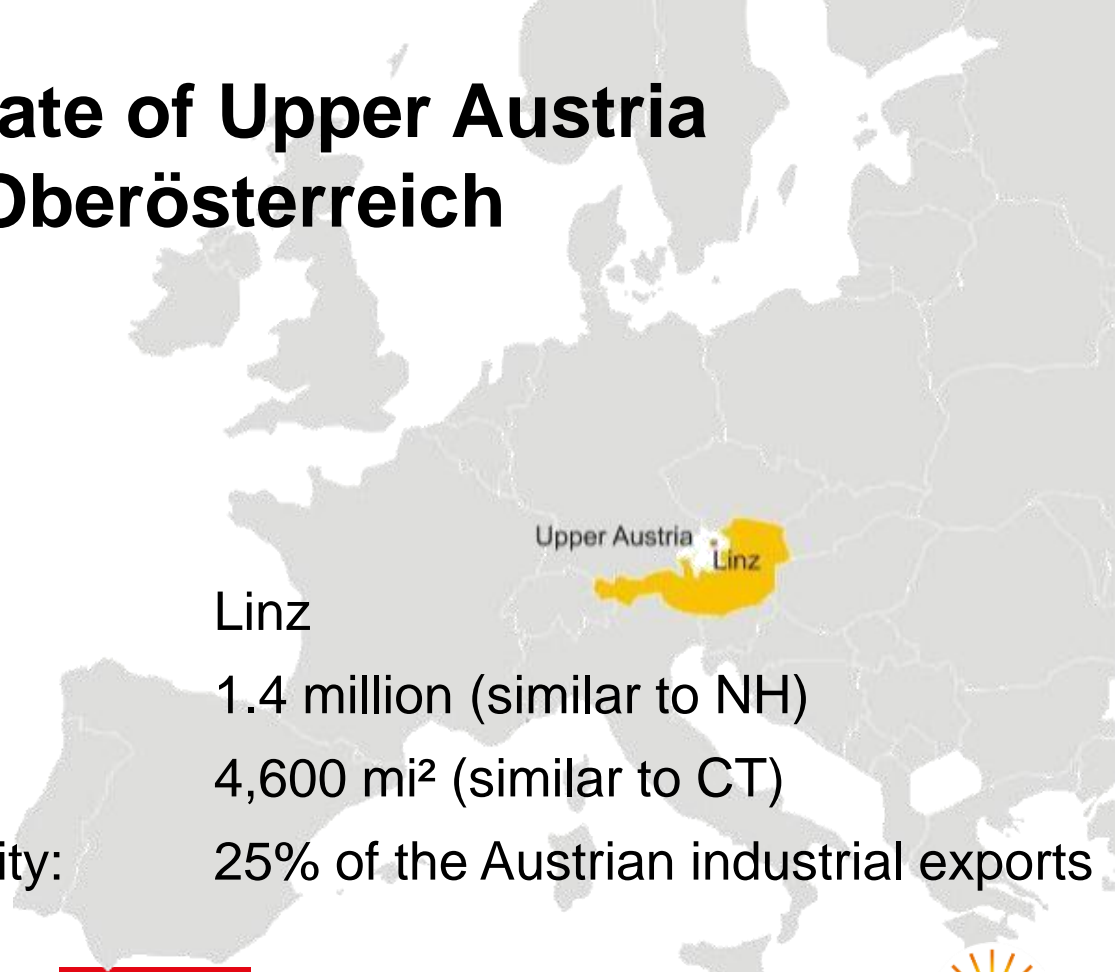 ate of Upper Austria
Oberösterreich
Upper Austria
Linz
Linz
1.4 million (similar to NH)
4,600 mi² (similar to CT)
ity: 25% of the Austrian industrial exports